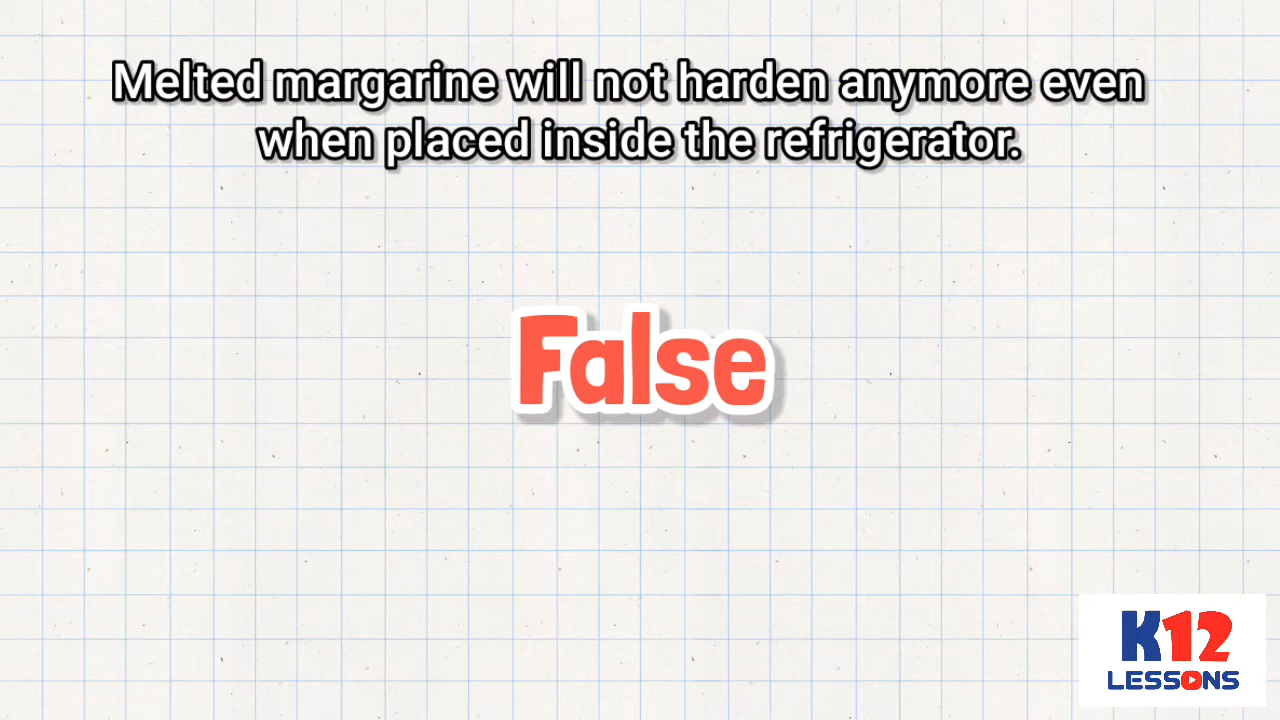 Melted margarine will not harden anymore even
when placed inside the refrigerator.
False
K12
LESSONS